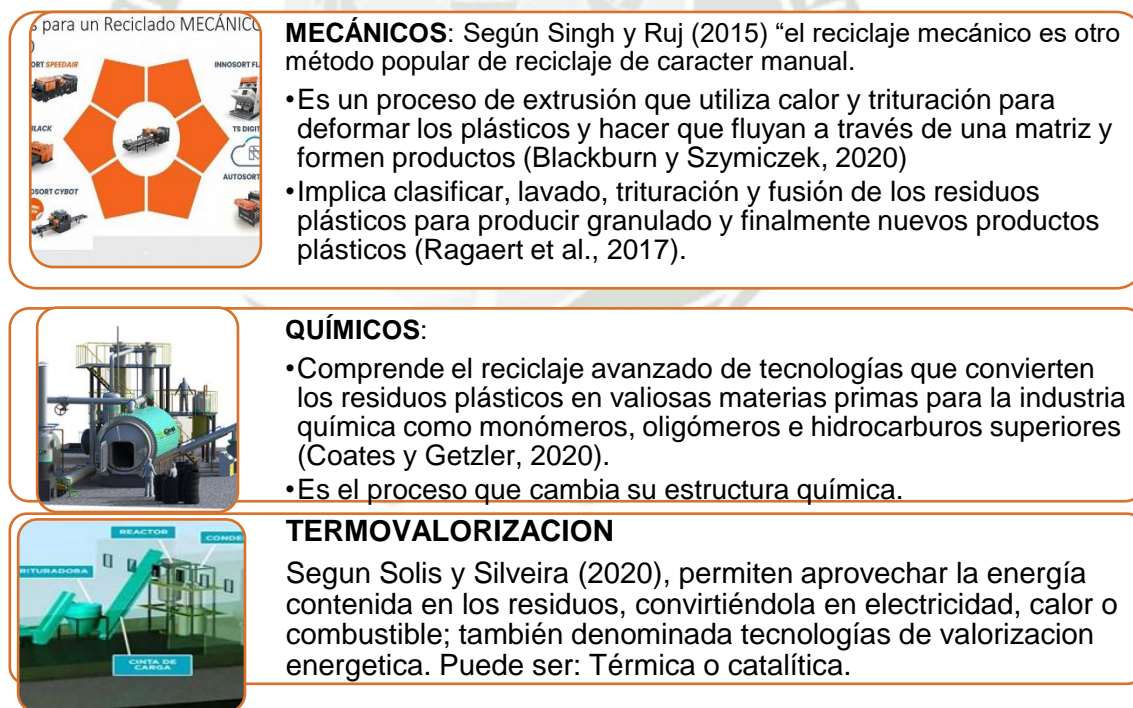 s para un Reciclado MECÁNICO
ORT SPEEDAIR
INNOSORT FL
BLACK
TS DIGIT
OSORT CYBOT
AUTOSORT
MECÁNICOS: Según Singh y Ruj (2015) “el reciclaje mecánico es otro
método popular de reciclaje de caracter manual.
•Es un proceso de extrusión que utiliza calor y trituración para
deformar los plásticos y hacer que fluyan a través de una matriz y
formen productos (Blackburn y Szymiczek, 2020)
•Implica clasificar, lavado, trituración y fusión de los residuos
plásticos para producir granulado y finalmente nuevos productos
plásticos (Ragaert et al., 2017).
QUÍMICOS:
•Comprende el reciclaje avanzado de tecnologías que convierten
los residuos plásticos en valiosas materias primas para la industria
química como monómeros, oligómeros e hidrocarburos superiores
(Coates y Getzler, 2020).
•Es el proceso que cambia su estructura química.
REACTOR
CONDE
RITURADORA
CINTA DE
CARGA
TERMOVALORIZACION
Segun Solis y Silveira (2020), permiten aprovechar la energía
contenida en los residuos, convirtiéndola en electricidad, calor o
combustible; también denominada tecnologías de valorizacion
energetica. Puede ser: Térmica o catalítica.